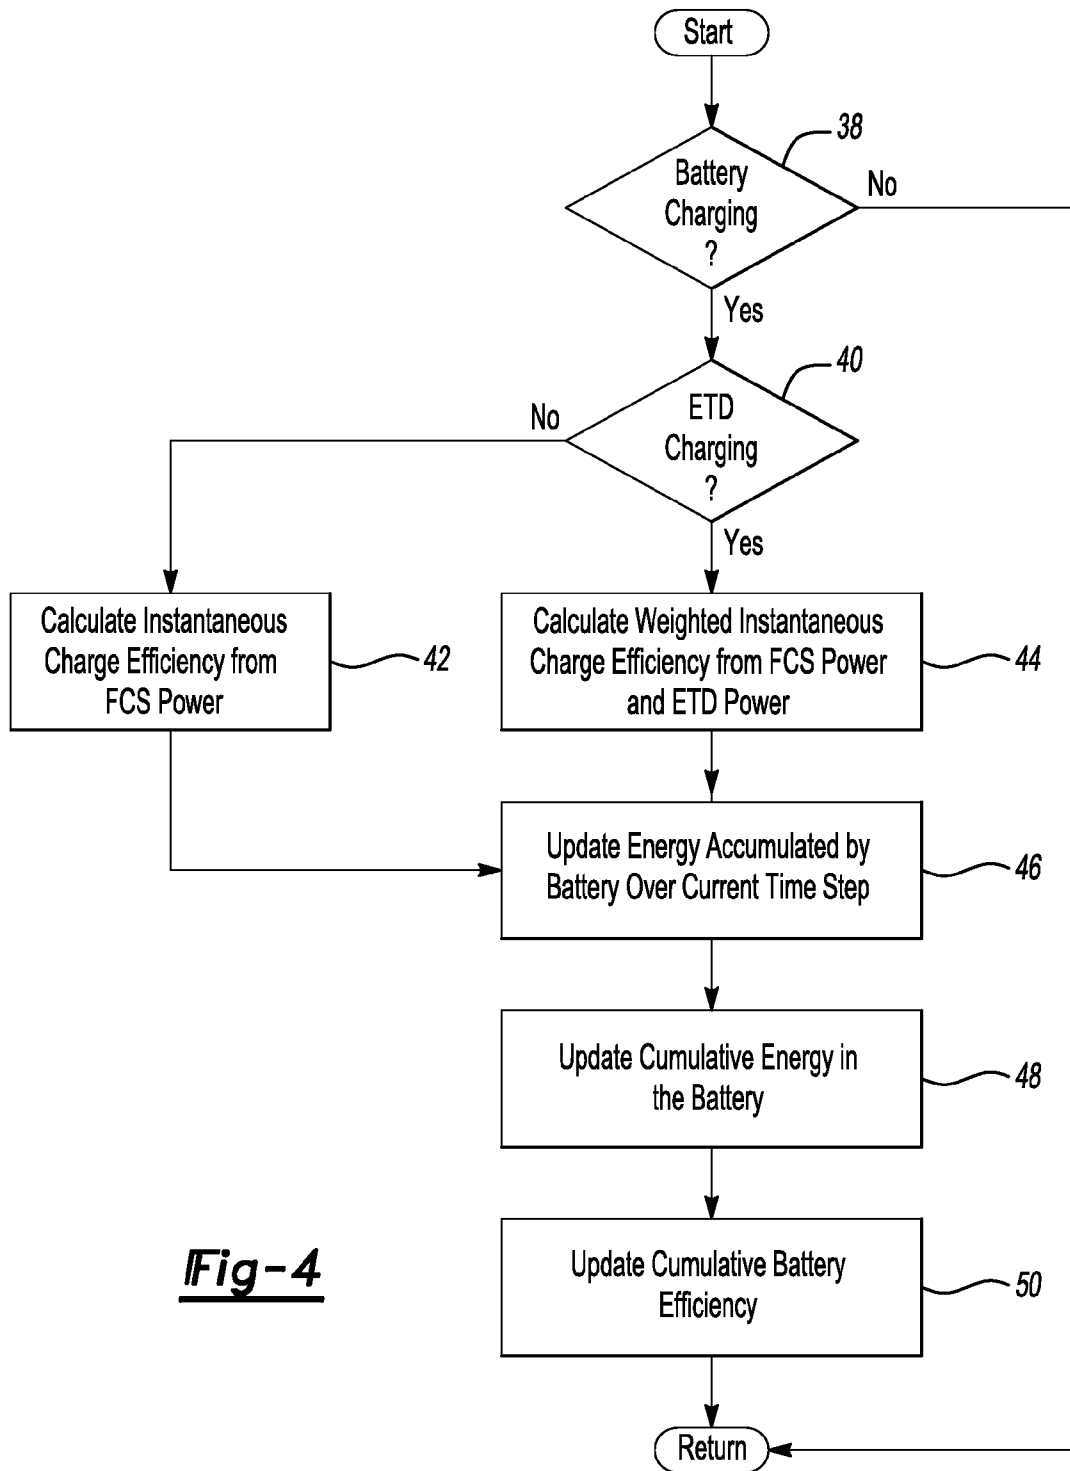 Start
38
Battery
Charging
?
No
Yes
40
ETD
Charging
?
No
Yes
Calculate Instantaneous
Charge Efficiency from
FCS Power
42
Calculate Weighted Instantaneous
Charge Efficiency from FCS Power
and ETD Power
44
Update Energy Accumulated by
Battery Over Current Time Step
46
Update Cumulative Energy in
the Battery
48
Update Cumulative Battery
Efficiency
50
Fig-4
Return